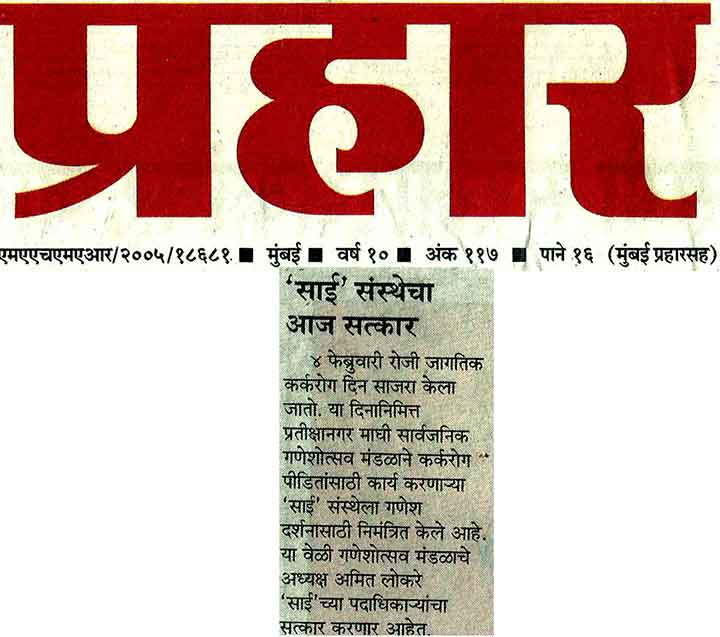 प्रहार
एमएएचएमएआर/२००५/१८६८१ ■ मुंबई ■ वर्ष १० ■ अंक ११७ ■ पाने १६ (मुंबई प्रहारसह)
‘साई’ संस्थेचा
आज सत्कार
४ फेब्रुवारी रोजी जागतिक
कर्करोग दिन साजरा केला
जातो. या दिनानिमित्त
प्रतीक्षानगर माघी सार्वजनिक
गणेशोत्सव मंडळाने कर्करोग
पीडितांसाठी कार्य करणाऱ्या
‘साई’ संस्थेला गणेश
दर्शनासाठी निमंत्रित केले आहे.
या वेळी गणेशोत्सव मंडळाचे
अध्यक्ष अमित लोकरे
‘साई’च्या पदाधिकाऱ्यांचा
सत्कार करणार आहेत.